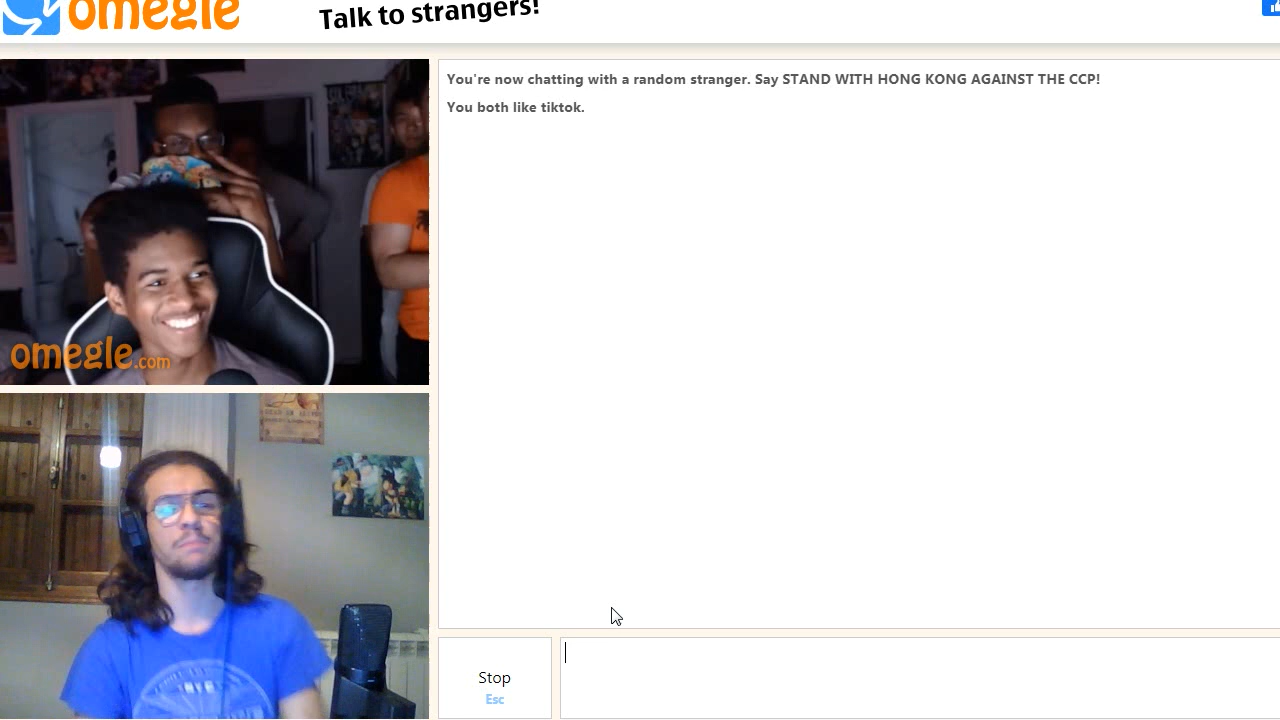 omegle
Talk to strangers!
You're now chatting with a random stranger. Say STAND WITH HONG KONG AGAINST THE CCP!
You both like tiktok.
omegle.com
Stop
Esc